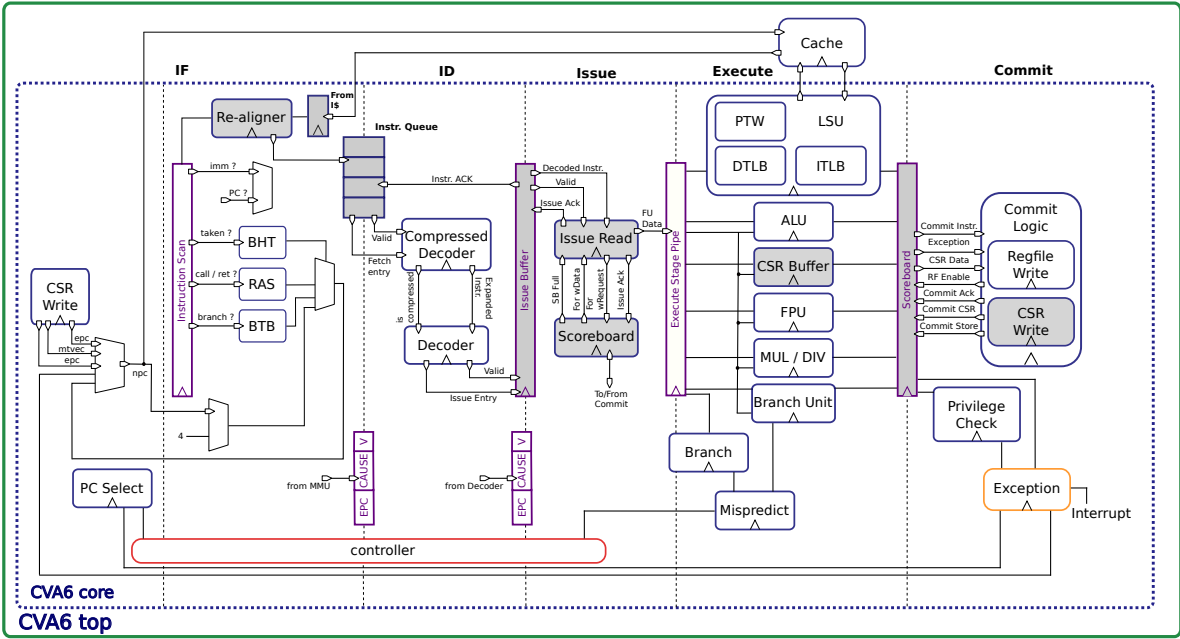 Cache
IF
ID
Issue
Execute
Commit
From
I$
Re-aligner
Instr. Queue
PTW
LSU
DTLB
ITLB
imm ?
PC ?
Instr. ACK
Decoded Instr.
Valid
Issue Ack
FU
Data
taken ?
BHT
call / ret ?
RAS
branch ?
BTB
Instruction Scan
Valid
Fetch
entry
Compressed
Decoder
is
compressed
Instr.
Expanded
Decoder
Valid
Issue Entry
Issue Buffer
Issue Read
SB Full
For wData
For
wRequest
Issue Ack
Scoreboard
To/From
Commit
Execute Stage Pipe
ALU
CSR Buffer
FPU
MUL / DIV
Branch Unit
Scoreboard
Commit Instr.
Exception
CSR Data
RF Enable
Commit Ack
Commit CSR
Commit Store
Commit
Logic
Regfile
Write
CSR
Write
CSR
Write
epc
mtvec
epc
npc
4
PC Select
from MMU
V
CAUSE
EPC
from Decoder
V
CAUSE
EPC
Branch
Mispredict
Privilege
Check
Exception
Interrupt
controller
CVA6 core
CVA6 top